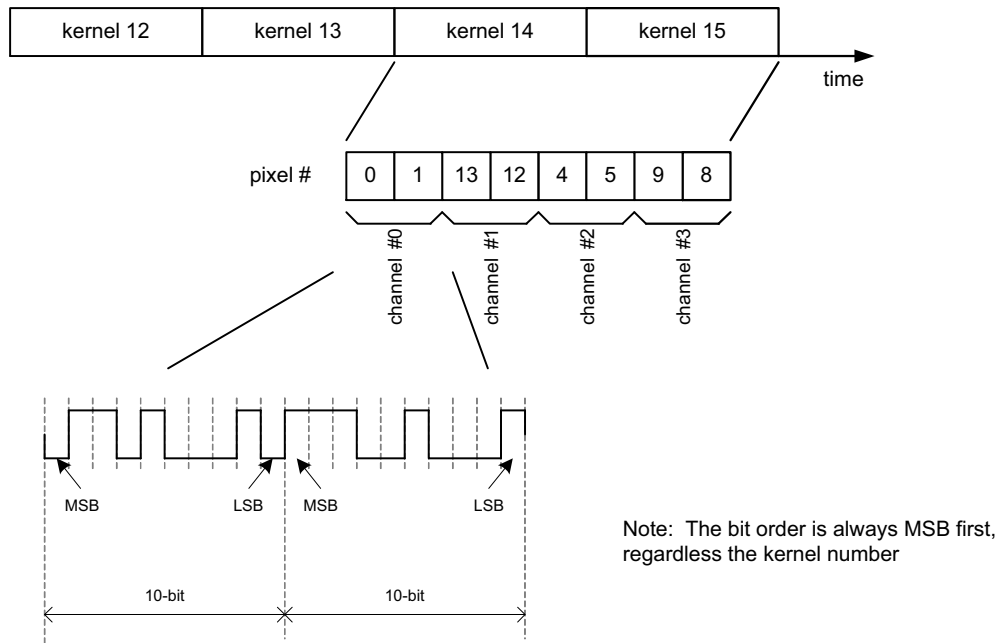 kernel 12 kernel 13 kernel 14 kernel 15
time
pixel # 0 1 13 12 4 5 9 8
channel #0 channel #1 channel #2 channel #3
MSB LSB MSB LSB
Note: The bit order is always MSB first,
regardless the kernel number
10-bit 10-bit